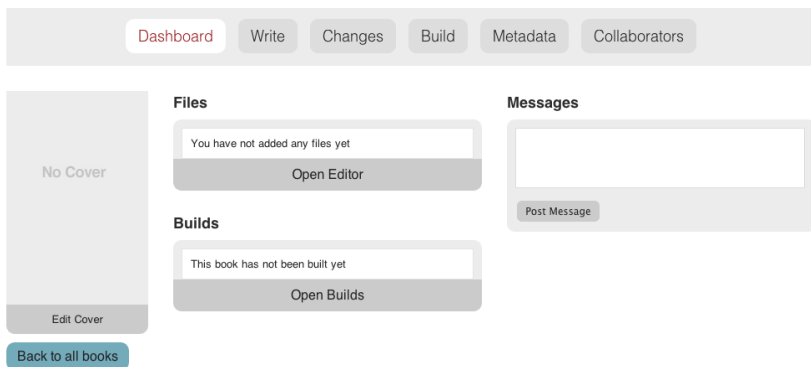 Dashboard
Write
Changes
Build
Metadata
Collaborators
No Cover
Edit Cover
Back to all books
Files
You have not added any files yet
Open Editor
Builds
This book has not been built yet
Open Builds
Messages
Post Message